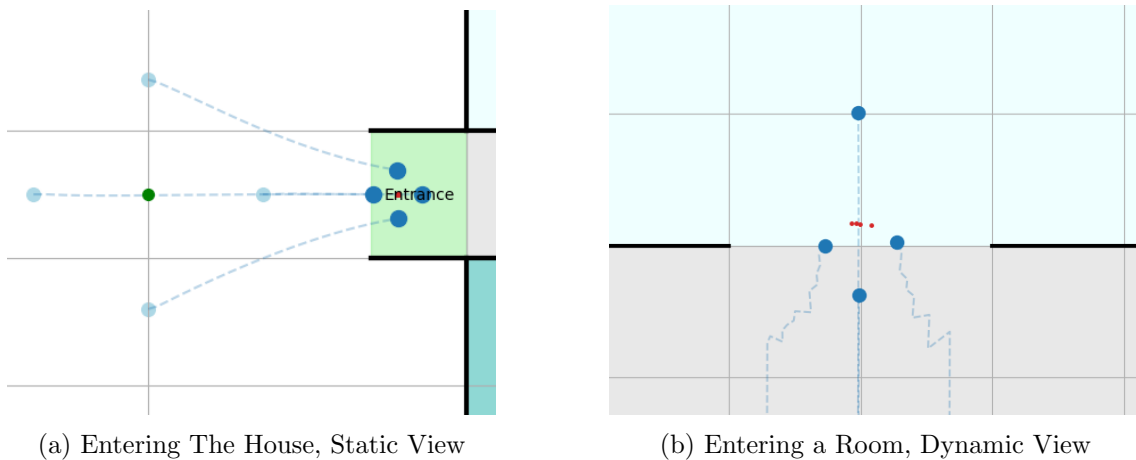 Entrance
(a) Entering The House, Static View
(b) Entering a Room, Dynamic View